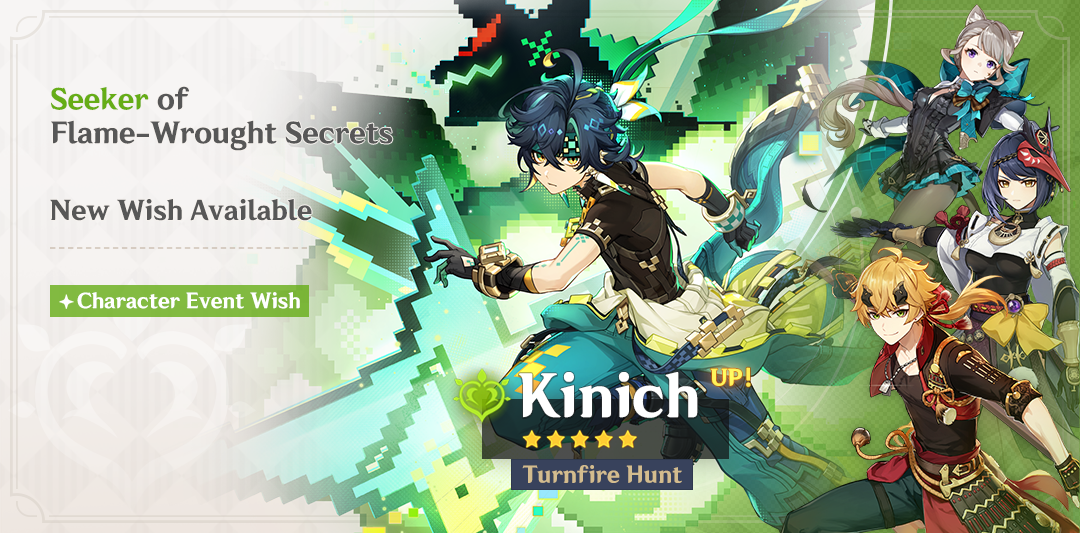 Seeker of
Flame-Wrought Secrets
New Wish Available
Character Event Wish
Kinich UP!
Turnfire Hunt